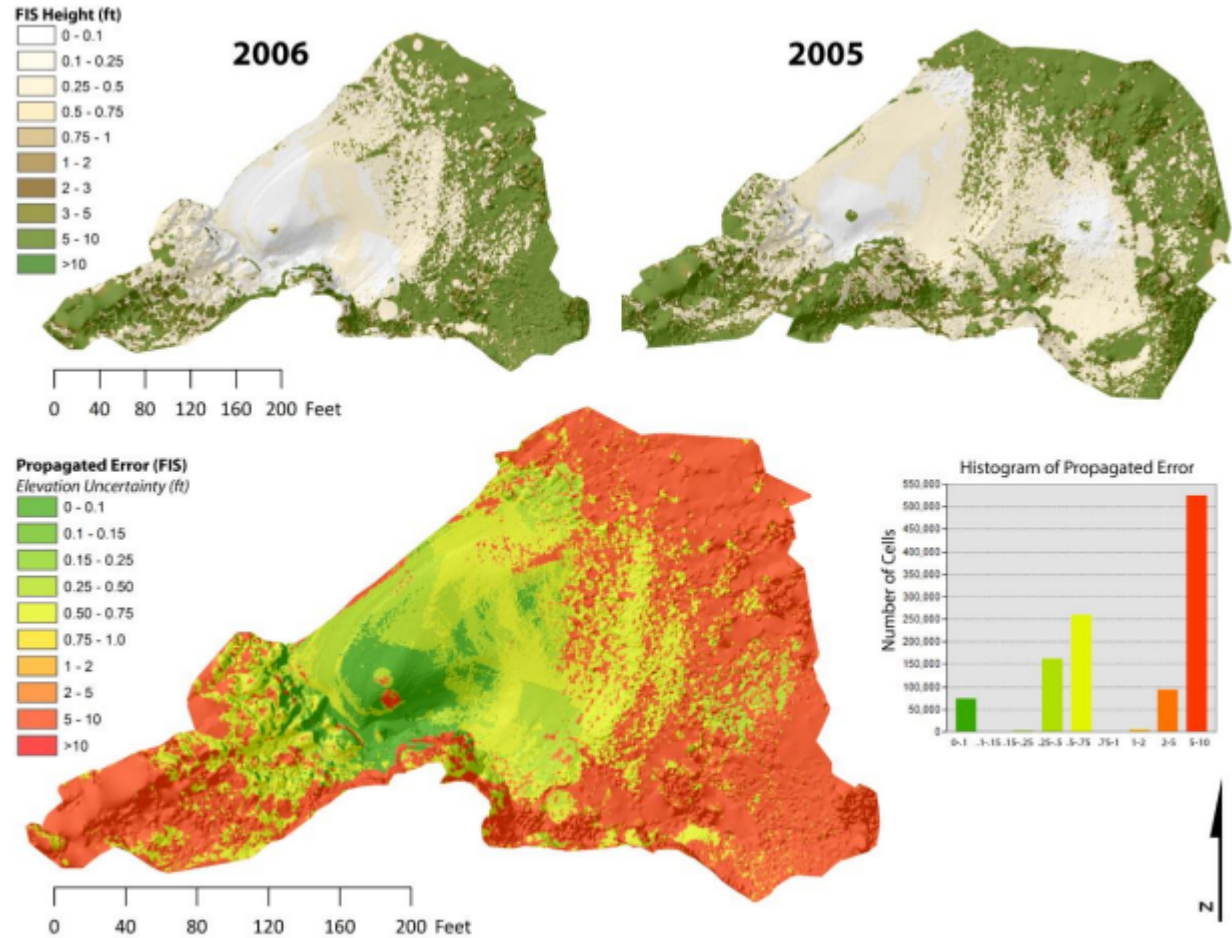 FIS Height (ft)
0 - 0.1
0.1 - 0.25
0.25 - 0.5
0.5 - 0.75
0.75 - 1
1 - 2
2 - 3
3 - 5
5 - 10
>10
2006
2005
0 40 80 120 160 200 Feet
Propagated Error (FIS)
Elevation Uncertainty (ft)
0 - 0.1
0.1 - 0.15
0.15 - 0.25
0.25 - 0.50
0.50 - 0.75
0.75 - 1.0
1 - 2
2 - 5
5 - 10
>10
0 40 80 120 160 200 Feet
Histogram of Propagated Error
Number of Cells
550,000
500,000
450,000
400,000
350,000
300,000
250,000
200,000
150,000
100,000
50,000
0
0-.1 .1-.15 .15-.25 .25-.5 .5-.75 .75-1 1-2 2-5 5-10
N